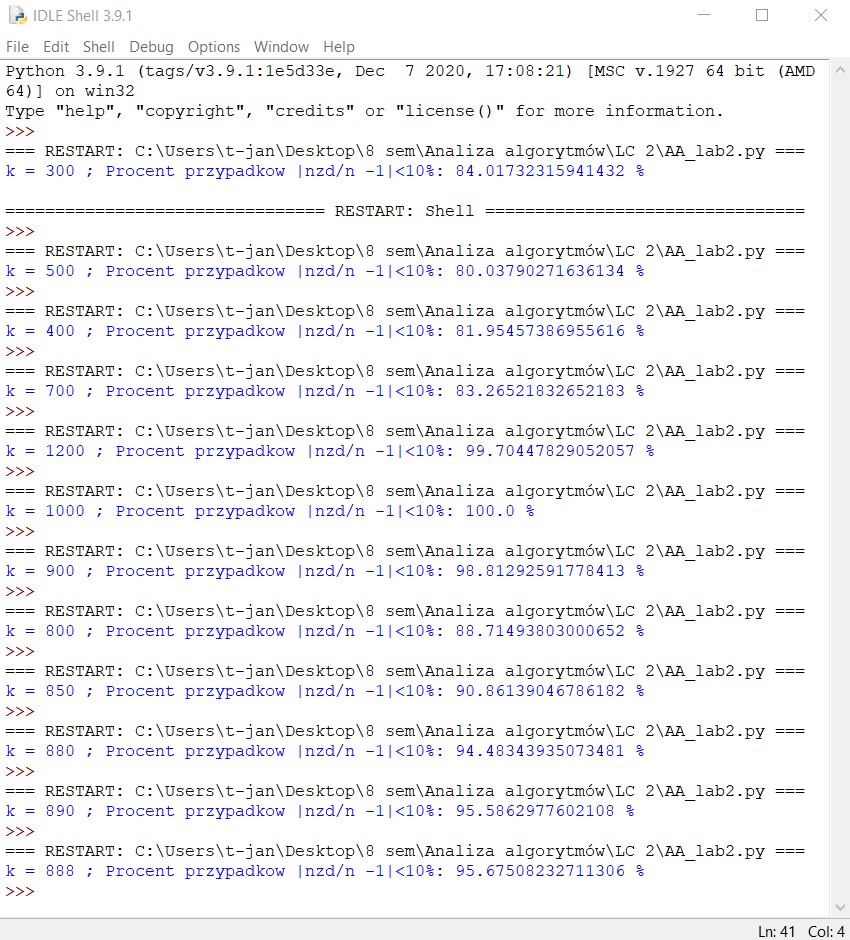 IDLE Shell 3.9.1
File Edit Shell Debug Options Window Help
Python 3.9.1 (tags/v3.9.1:1e5d33e, Dec  7 2020, 17:08:21) [MSC v.1927 64 bit (AMD
64)] on win32
Type "help", "copyright", "credits" or "license()" for more information.
>>>
=== RESTART: C:\Users\t-jan\Desktop\8 sem\Analiza algorytmów\LC 2\AA_lab2.py ===
k = 300 ; Procent przypadkow |nzd/n -1|<10%: 84.01732315941432 %
================================ RESTART: Shell ================================
>>>
=== RESTART: C:\Users\t-jan\Desktop\8 sem\Analiza algorytmów\LC 2\AA_lab2.py ===
k = 500 ; Procent przypadkow |nzd/n -1|<10%: 80.03790271636134 %
>>>
=== RESTART: C:\Users\t-jan\Desktop\8 sem\Analiza algorytmów\LC 2\AA_lab2.py ===
k = 400 ; Procent przypadkow |nzd/n -1|<10%: 81.95457386955616 %
>>>
=== RESTART: C:\Users\t-jan\Desktop\8 sem\Analiza algorytmów\LC 2\AA_lab2.py ===
k = 700 ; Procent przypadkow |nzd/n -1|<10%: 83.26521832652183 %
>>>
=== RESTART: C:\Users\t-jan\Desktop\8 sem\Analiza algorytmów\LC 2\AA_lab2.py ===
k = 1200 ; Procent przypadkow |nzd/n -1|<10%: 99.70447829052057 %
>>>
=== RESTART: C:\Users\t-jan\Desktop\8 sem\Analiza algorytmów\LC 2\AA_lab2.py ===
k = 1000 ; Procent przypadkow |nzd/n -1|<10%: 100.0 %
>>>
=== RESTART: C:\Users\t-jan\Desktop\8 sem\Analiza algorytmów\LC 2\AA_lab2.py ===
k = 900 ; Procent przypadkow |nzd/n -1|<10%: 98.81292591778413 %
>>>
=== RESTART: C:\Users\t-jan\Desktop\8 sem\Analiza algorytmów\LC 2\AA_lab2.py ===
k = 800 ; Procent przypadkow |nzd/n -1|<10%: 88.71493803000652 %
>>>
=== RESTART: C:\Users\t-jan\Desktop\8 sem\Analiza algorytmów\LC 2\AA_lab2.py ===
k = 850 ; Procent przypadkow |nzd/n -1|<10%: 90.86139046786182 %
>>>
=== RESTART: C:\Users\t-jan\Desktop\8 sem\Analiza algorytmów\LC 2\AA_lab2.py ===
k = 880 ; Procent przypadkow |nzd/n -1|<10%: 94.48343935073481 %
>>>
=== RESTART: C:\Users\t-jan\Desktop\8 sem\Analiza algorytmów\LC 2\AA_lab2.py ===
k = 890 ; Procent przypadkow |nzd/n -1|<10%: 95.5862977602108 %
>>>
=== RESTART: C:\Users\t-jan\Desktop\8 sem\Analiza algorytmów\LC 2\AA_lab2.py ===
k = 888 ; Procent przypadkow |nzd/n -1|<10%: 95.67508232711306 %
>>>
Ln: 41 Col: 4